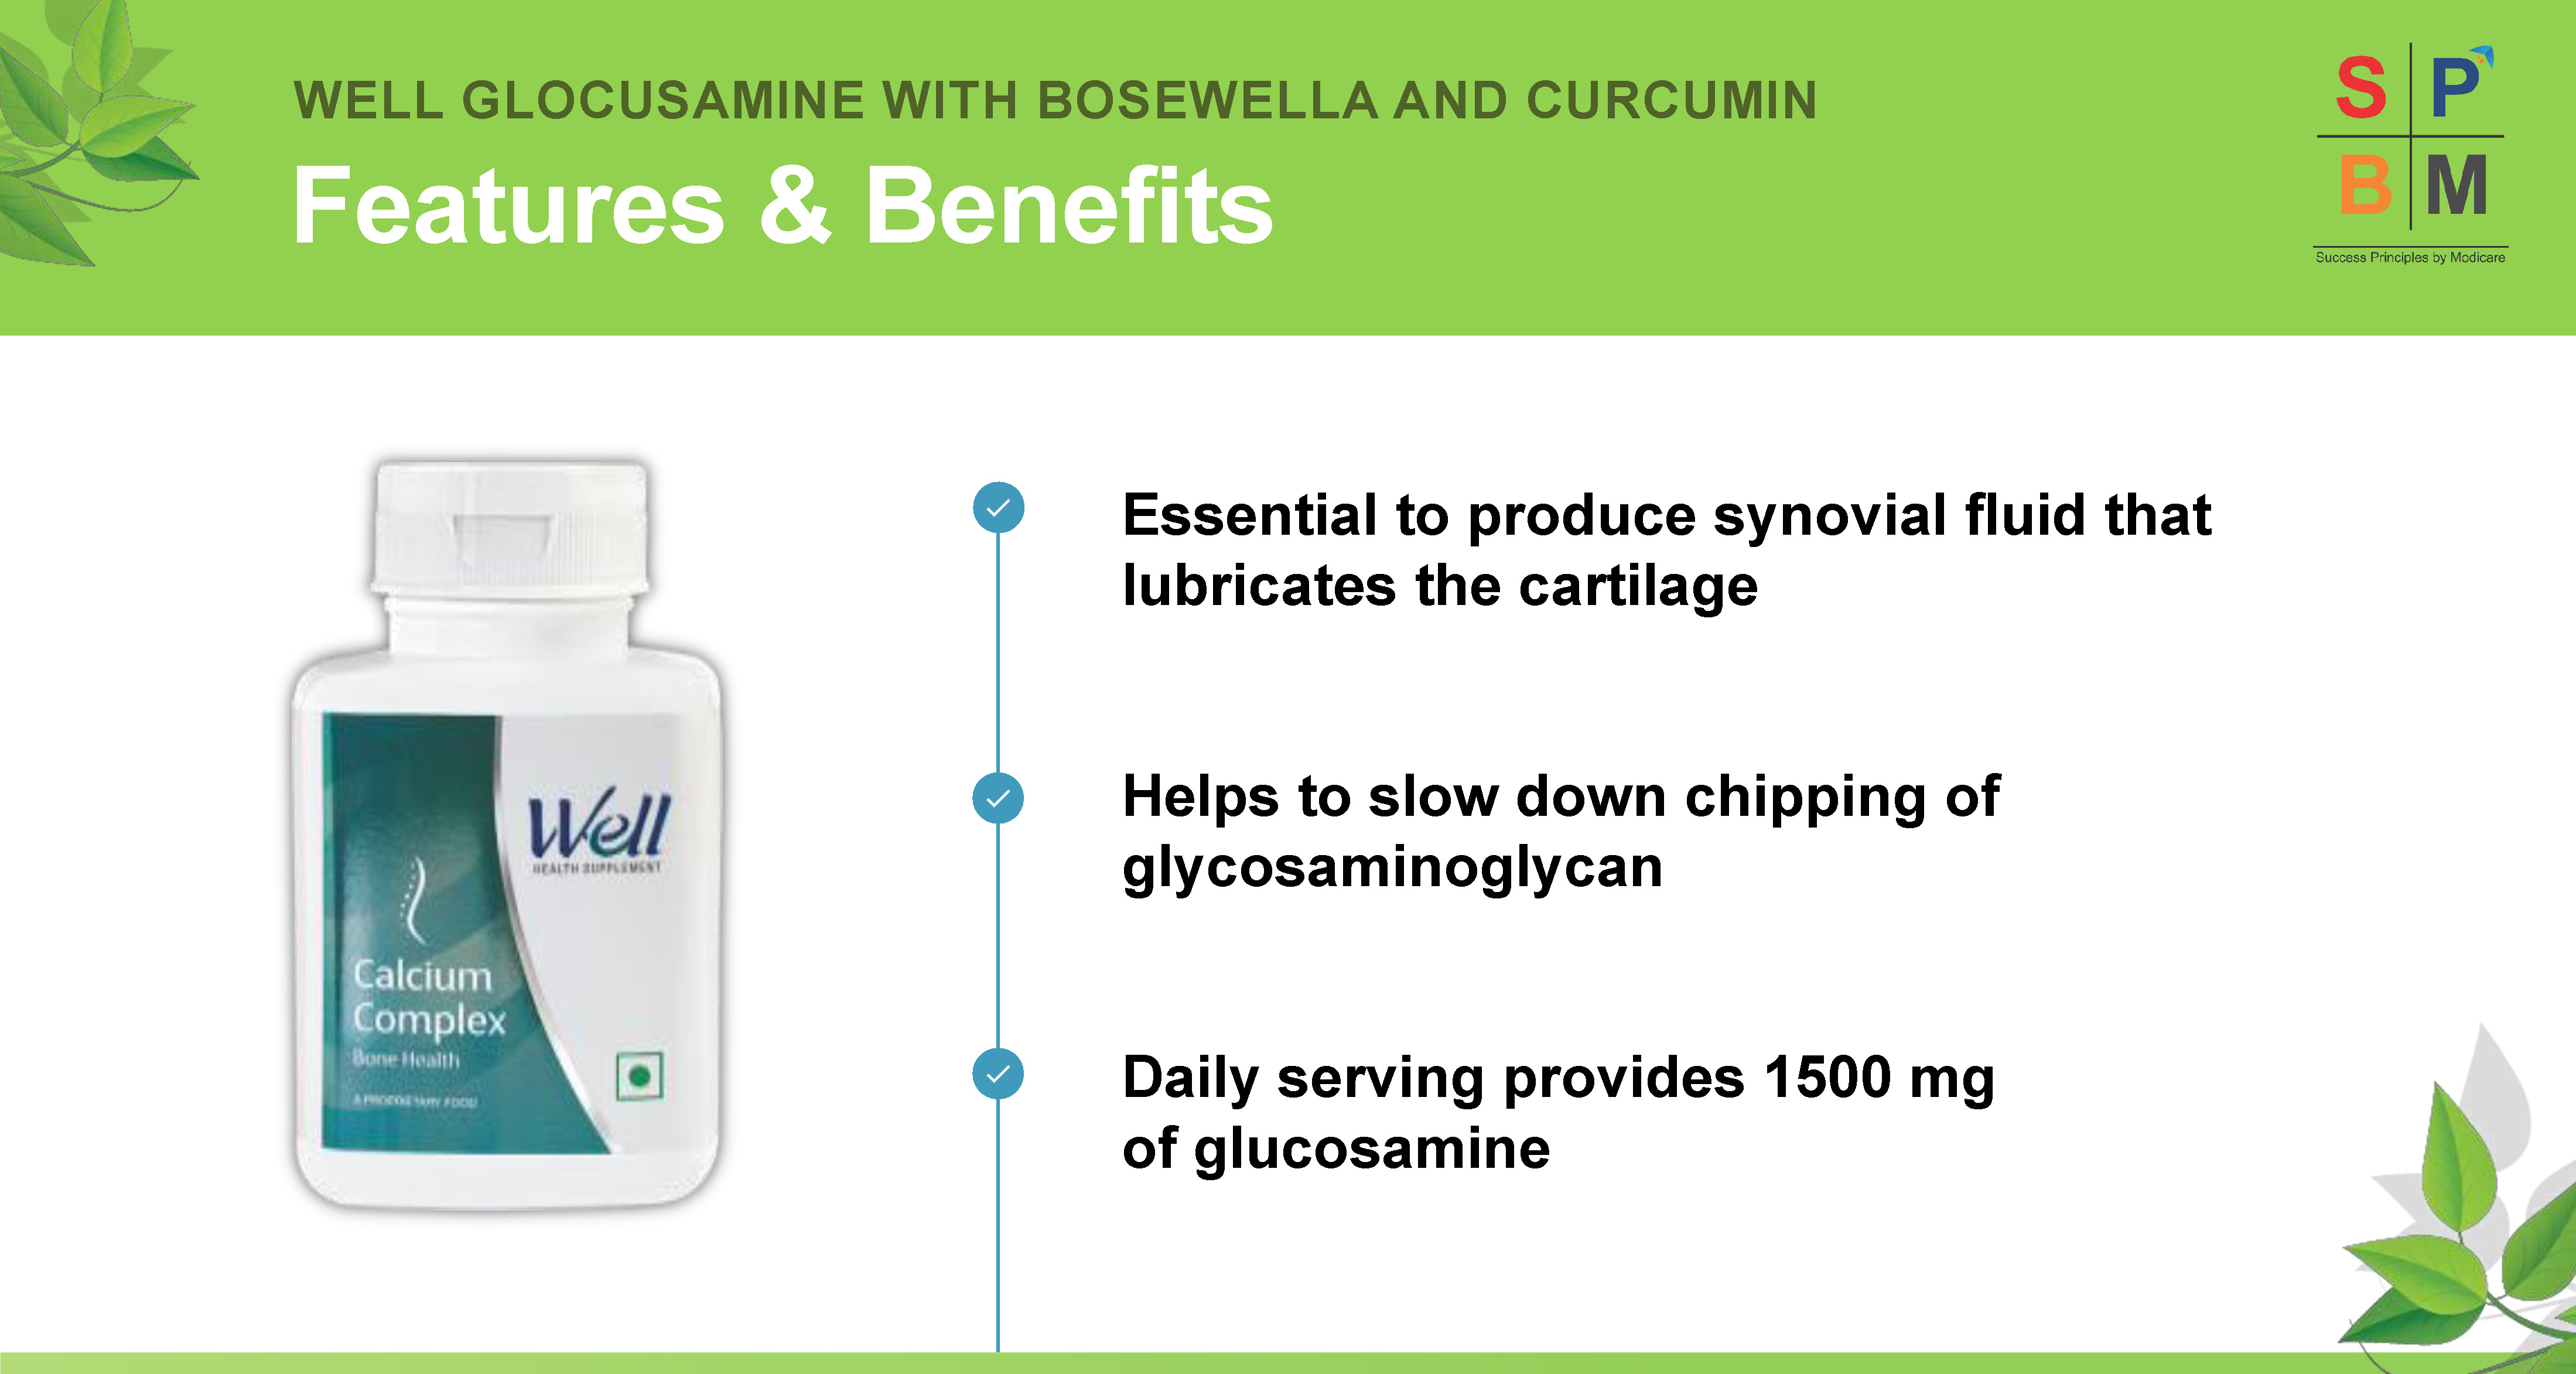 WELL GLOCUSAMINE WITH BOSEWELLA AND CURCUMIN
Features & Benefits
S P
B M
Success Principles by Modicare
Essential to produce synovial fluid that
lubricates the cartilage
Helps to slow down chipping of
glycosaminoglycan
Daily serving provides 1500 mg
of glucosamine
Well
HEALTH SUPPLEMENT
Calcium
Complex
Bone Health
A PROPRIETARY FOOD